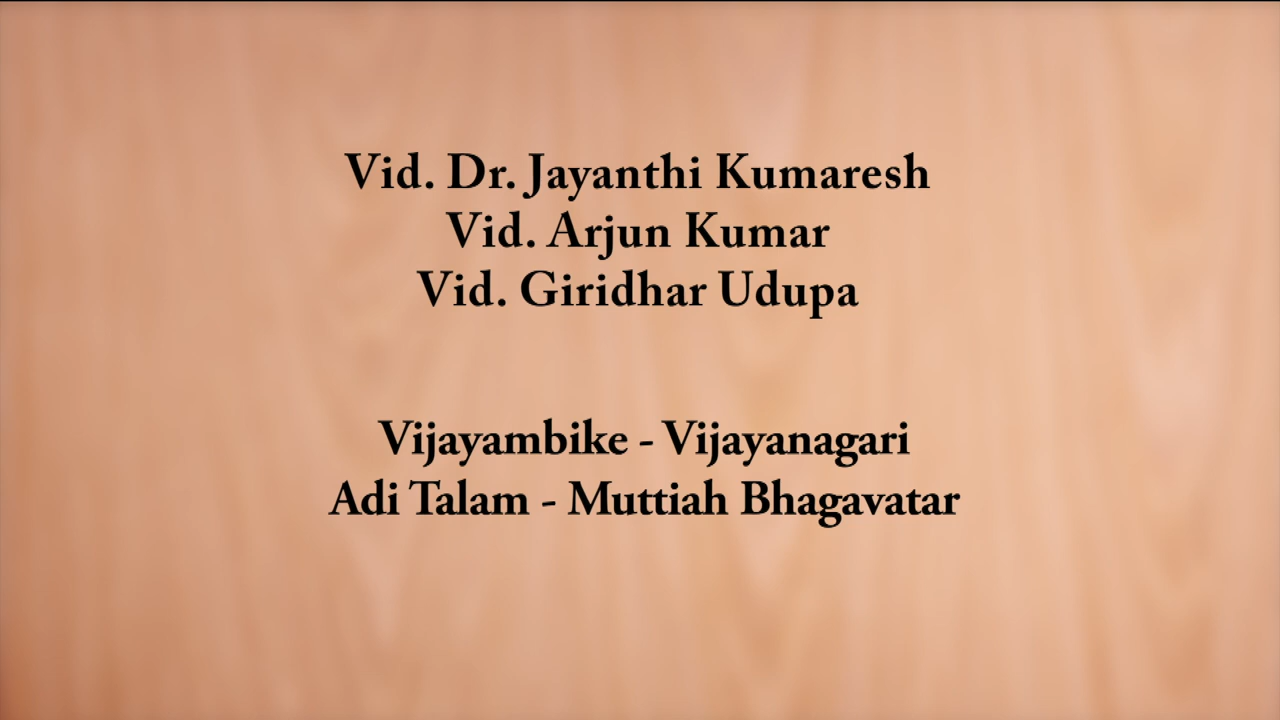 Vid. Dr. Jayanthi Kumaresh
Vid. Arjun Kumar
Vid. Giridhar Udupa
Vijayambike - Vijayanagari
Adi Talam - Muttiah Bhagavatar